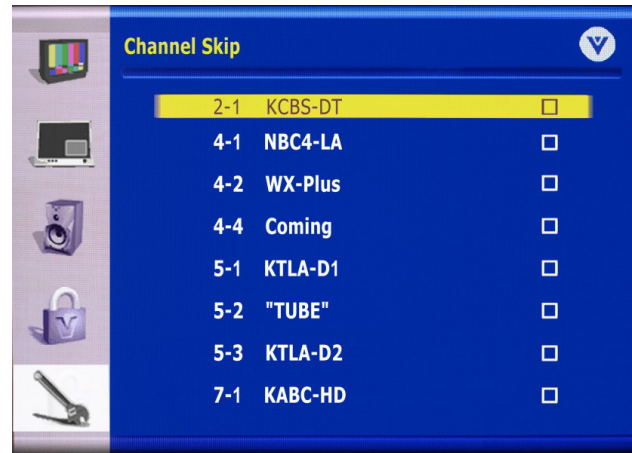 Channel Skip
2-1 KCBS-DT
4-1 NBC4-LA
4-2 WX-Plus
4-4 Coming
5-1 KTLA-D1
5-2 "TUBE"
5-3 KTLA-D2
7-1 KABC-HD